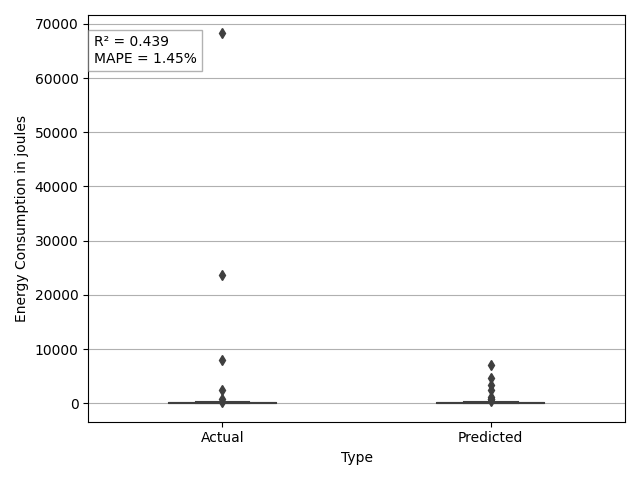 70000
R² = 0.439
MAPE = 1.45%
60000
50000
40000
30000
20000
10000
0
Energy Consumption in joules
Actual
Predicted
Type